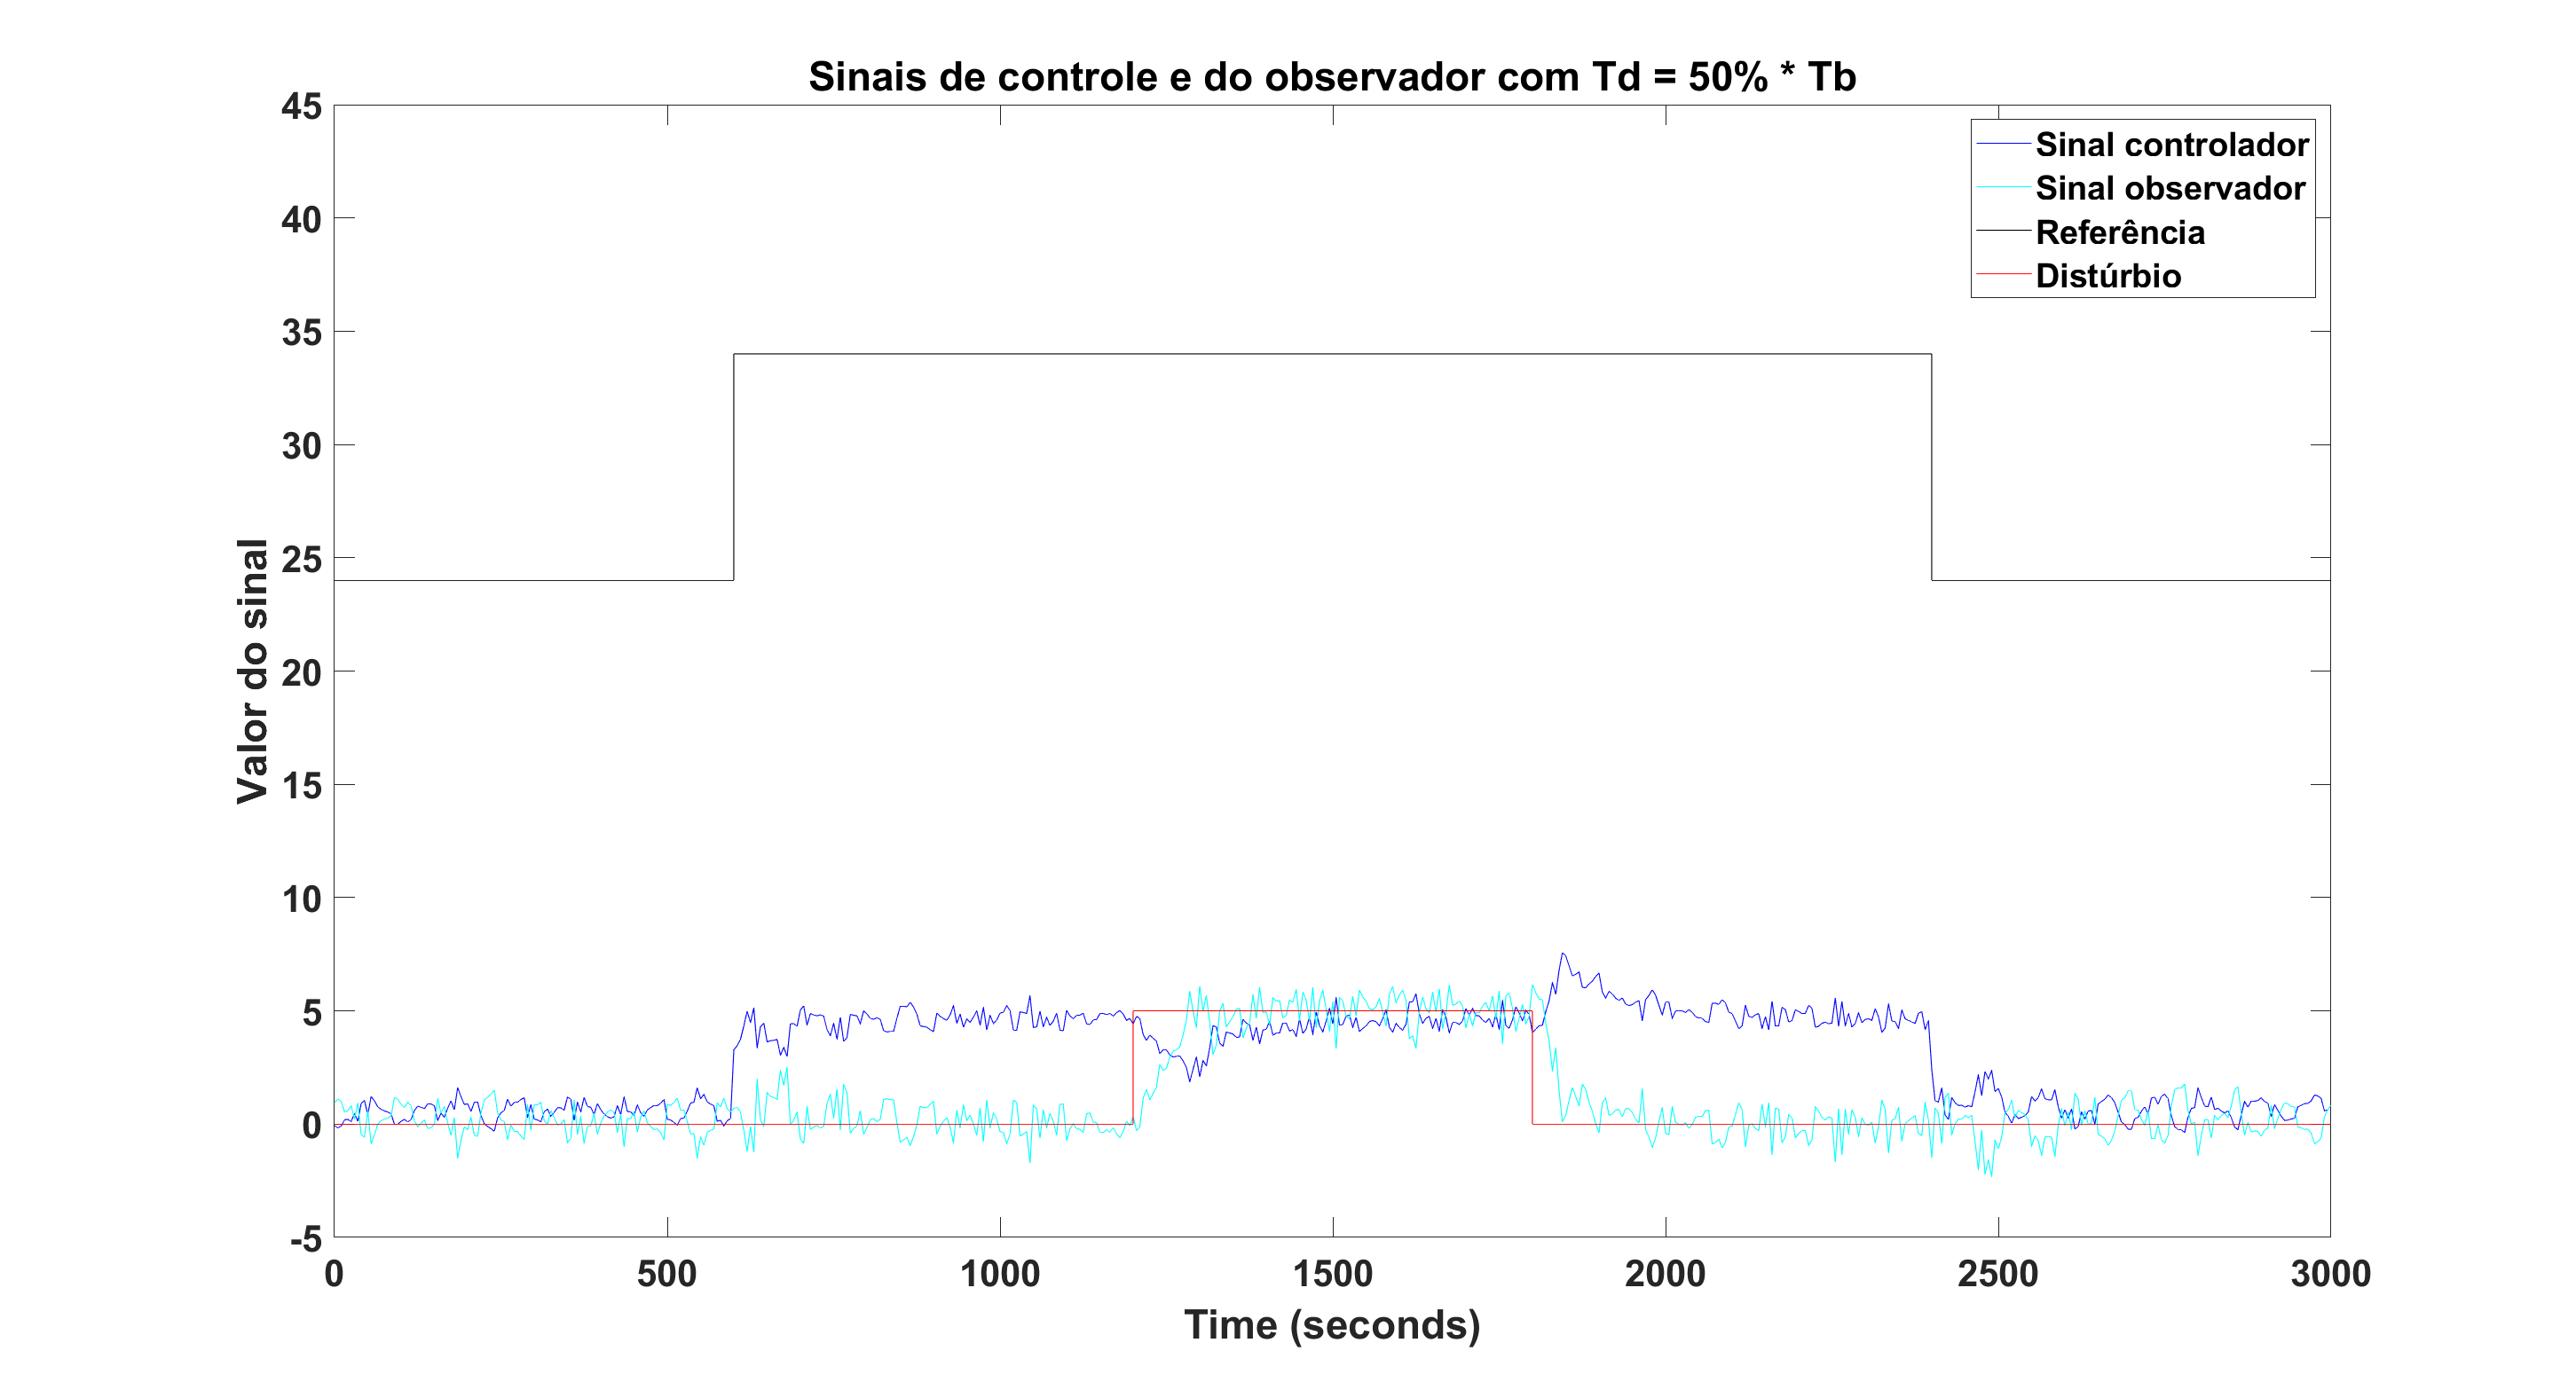 Sinais de controle e do observador com Td = 50% * Tb
45
40
35
30
25
20
15
10
5
0
-5
Valor do sinal
Sinal controlador
Sinal observador
Referência
Distúrbio
0 500 1000 1500 2000 2500 3000
Time (seconds)